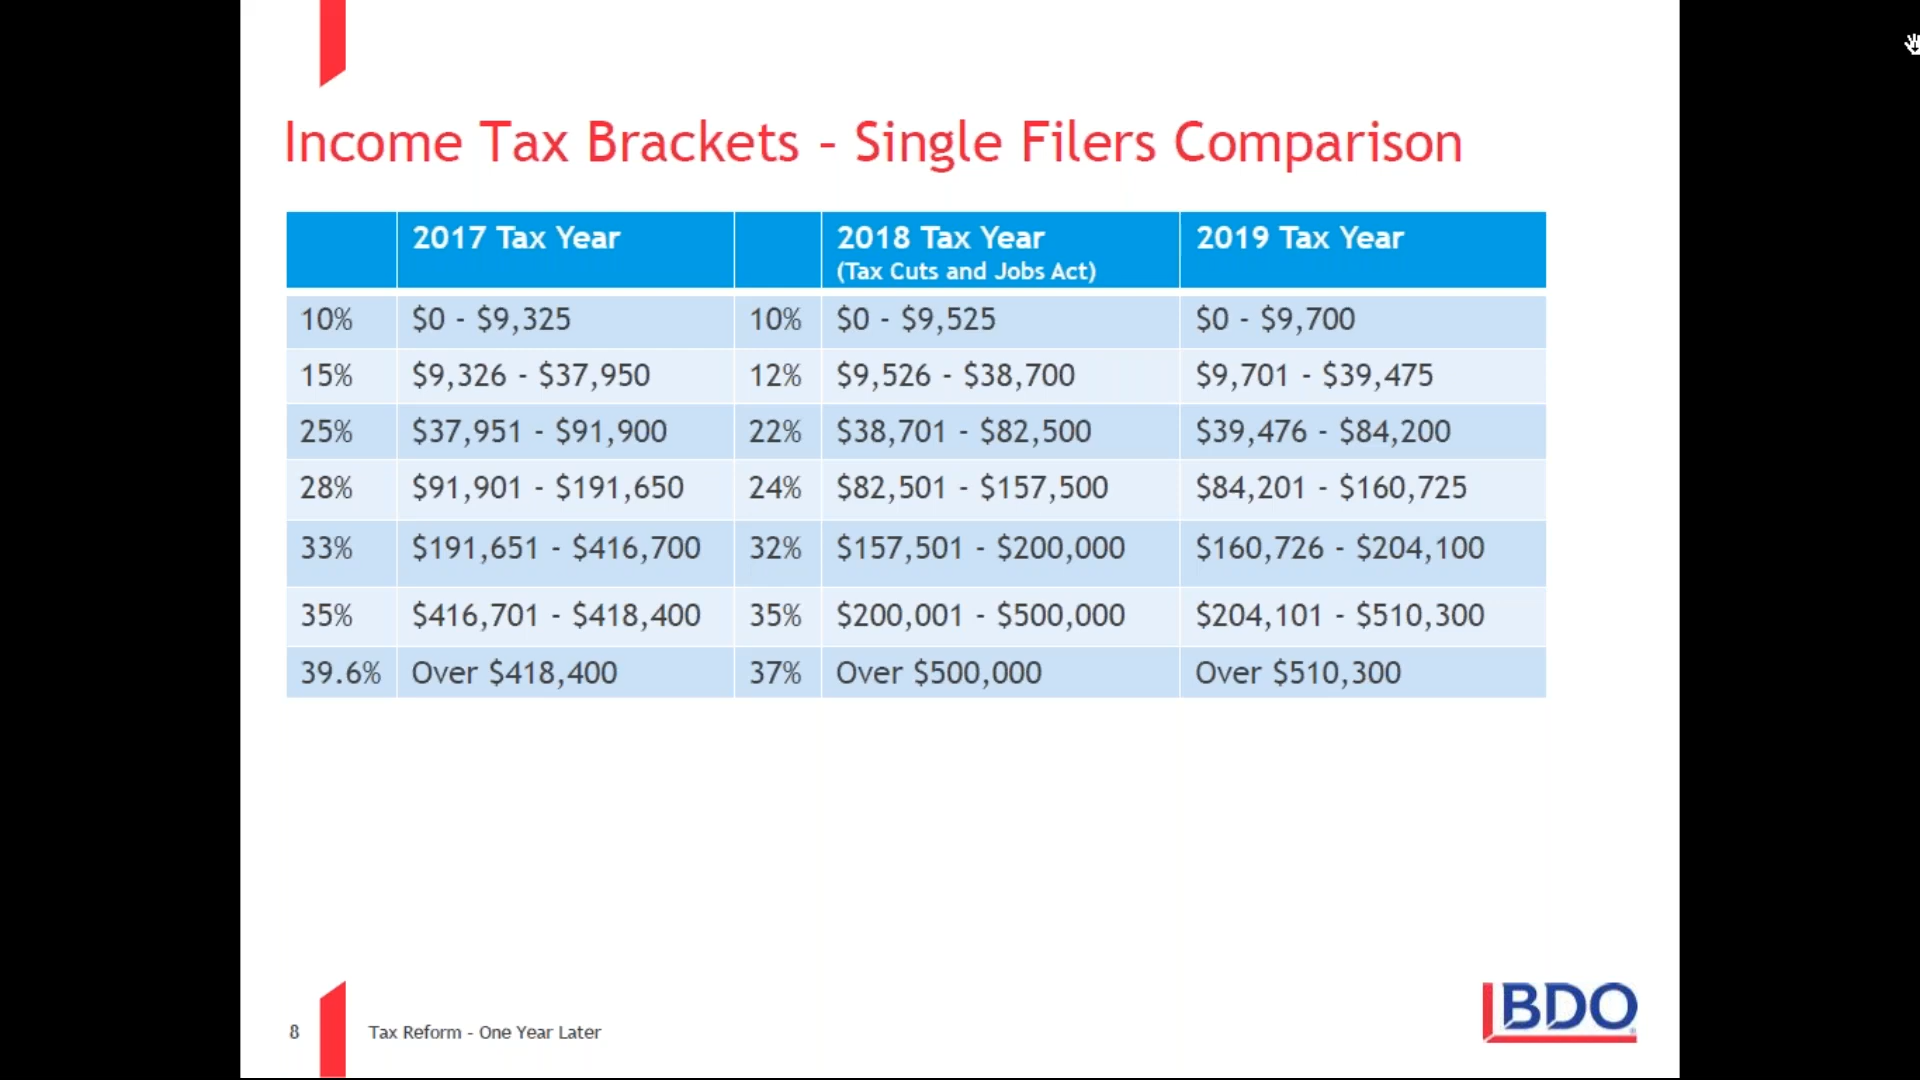 Income Tax Brackets - Single Filers Comparison
2017 Tax Year 2018 Tax Year 2019 Tax Year
(Tax Cuts and Jobs Act)
10% $0 - $9,325 10% $0 - $9,525 $0 - $9,700
15% $9,326 - $37,950 12% $9,526 - $38,700 $9,701 - $39,475
25% $37,951 - $91,900 22% $38,701 - $82,500 $39,476 - $84,200
28% $91,901 - $191,650 24% $82,501 - $157,500 $84,201 - $160,725
33% $191,651 - $416,700 32% $157,501 - $200,000 $160,726 - $204,100
35% $416,701 - $418,400 35% $200,001 - $500,000 $204,101 - $510,300
39.6% Over $418,400 37% Over $500,000 Over $510,300
8 Tax Reform - One Year Later
BDO